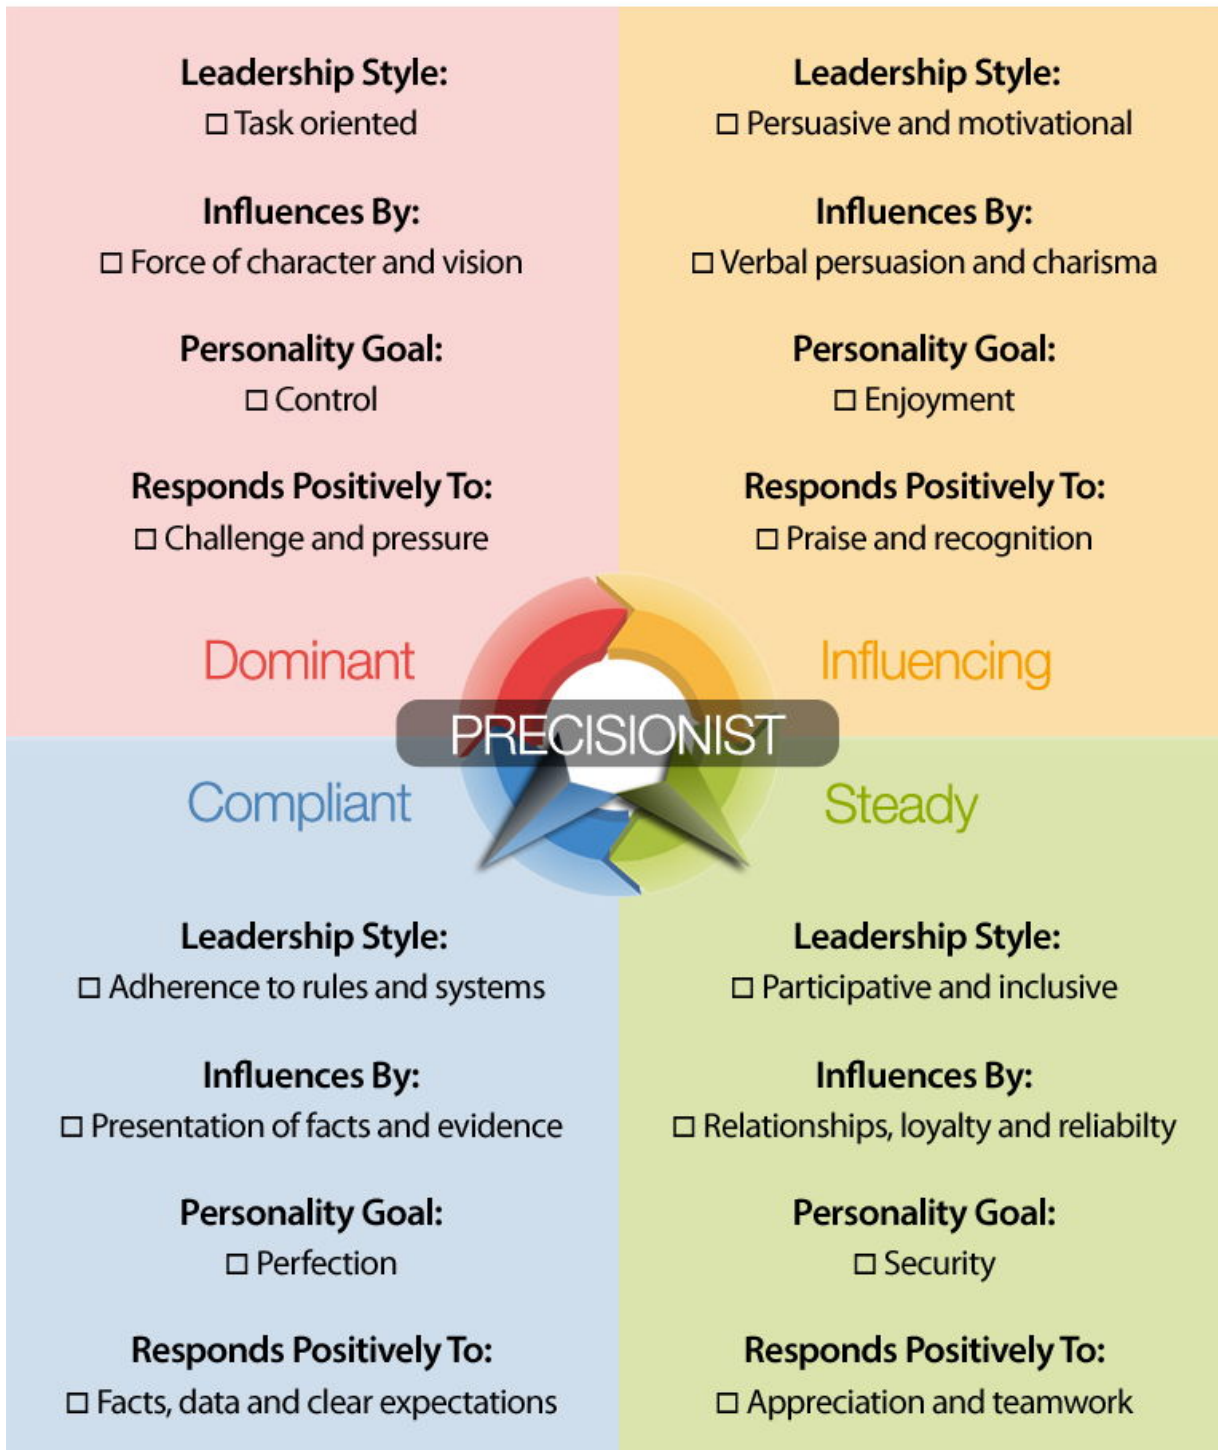 Leadership Style:
☐ Task oriented
Influences By:
☐ Force of character and vision
Personality Goal:
☐ Control
Responds Positively To:
☐ Challenge and pressure
Dominant
Leadership Style:
☐ Persuasive and motivational
Influences By:
☐ Verbal persuasion and charisma
Personality Goal:
☐ Enjoyment
Responds Positively To:
☐ Praise and recognition
Influencing
PRECISIONIST
Compliant
Leadership Style:
☐ Adherence to rules and systems
Influences By:
☐ Presentation of facts and evidence
Personality Goal:
☐ Perfection
Responds Positively To:
☐ Facts, data and clear expectations
Steady
Leadership Style:
☐ Participative and inclusive
Influences By:
☐ Relationships, loyalty and reliabilty
Personality Goal:
☐ Security
Responds Positively To:
☐ Appreciation and teamwork